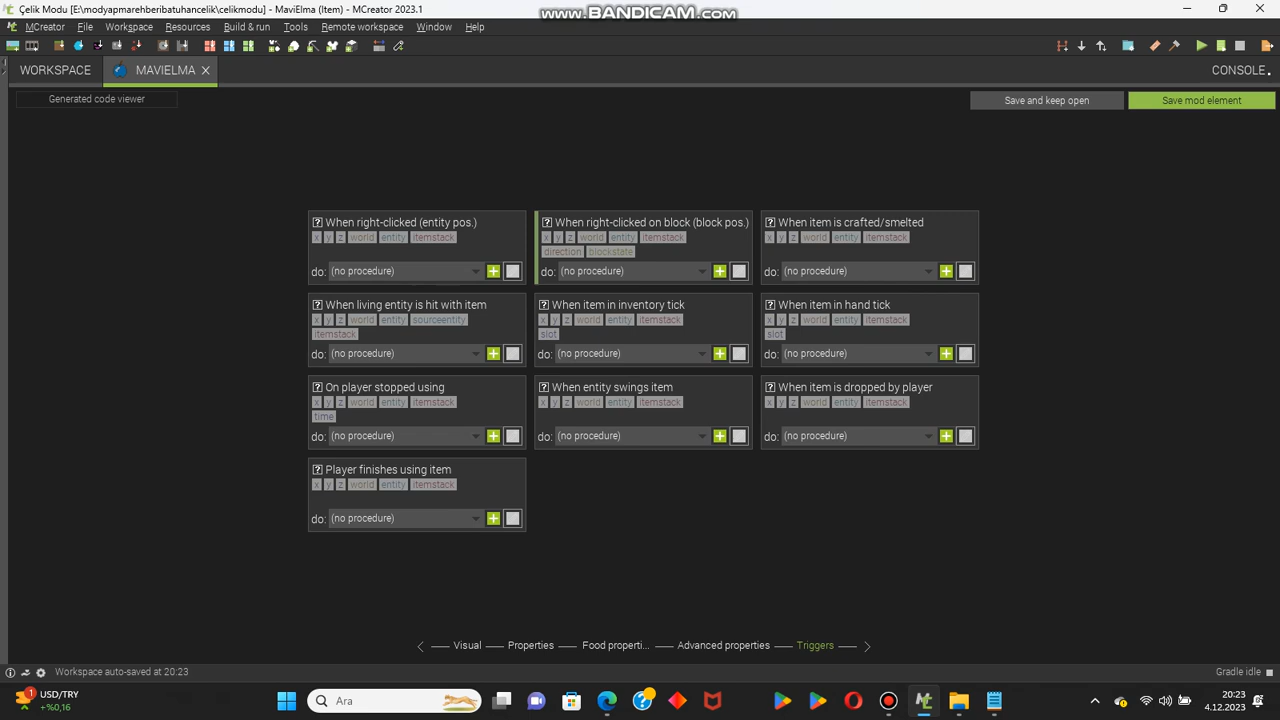 Çelik Modu [E:\modyapmarehberibatuhancelik\celikmodu] - MaviElma (Item) - MCreator 2023.1
www.BANDICAM.com
MCreator File Workspace Resources Build & run Tools Remote workspace Window Help
WORKSPACE MAVIELMA CONSOLE
Generated code viewer Save and keep open Save mod element
When right-clicked (entity pos.)
x y z world entity itemstack
do: (no procedure)
When right-clicked on block (block pos.)
x y z world entity itemstack
direction blockstate
do: (no procedure)
When item is crafted/smelted
x y z world entity itemstack
do: (no procedure)
When living entity is hit with item
x y z world entity sourceentity
itemstack
do: (no procedure)
When item in inventory tick
x y z world entity itemstack
slot
do: (no procedure)
When item in hand tick
x y z world entity itemstack
slot
do: (no procedure)
On player stopped using
x y z world entity itemstack
time
do: (no procedure)
When entity swings item
x y z world entity itemstack
do: (no procedure)
When item is dropped by player
x y z world entity itemstack
do: (no procedure)
Player finishes using item
x y z world entity itemstack
do: (no procedure)
Visual Properties Food properti... Advanced properties Triggers
Workspace auto-saved at 20:23 Gradle idle
1 USD/TRY
+%0,16
Ara
20:23
4.12.2023